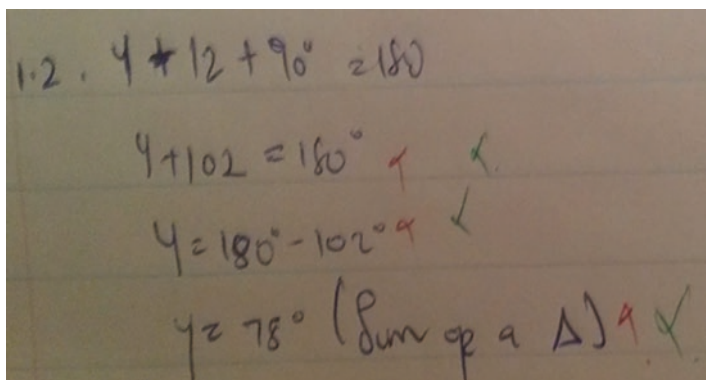 1.2. y + 12 + 90° = 180
y + 102 = 180°
y = 180° - 102°
y = 78° (Sum of a Δ)